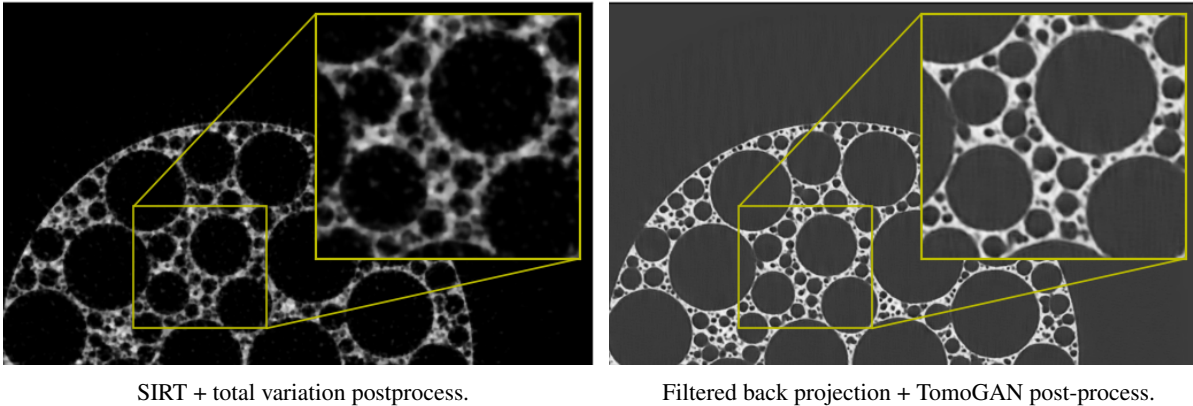 SIRT + total variation postprocess.
Filtered back projection + TomoGAN post-process.